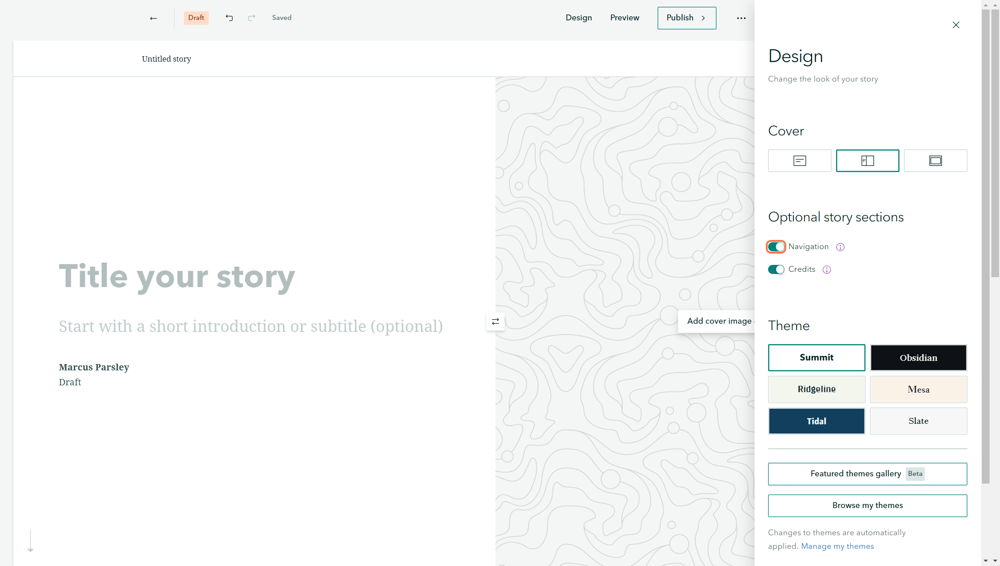 Draft
Saved
Design
Preview
Publish
Untitled story
Title your story
Start with a short introduction or subtitle (optional)
Marcus Parsley
Draft
Add cover image
Design
Change the look of your story
Cover
Optional story sections
Navigation
Credits
Theme
Summit
Obsidian
Ridgeline
Mesa
Tidal
Slate
Featured themes gallery Beta
Browse my themes
Changes to themes are automatically
applied. Manage my themes